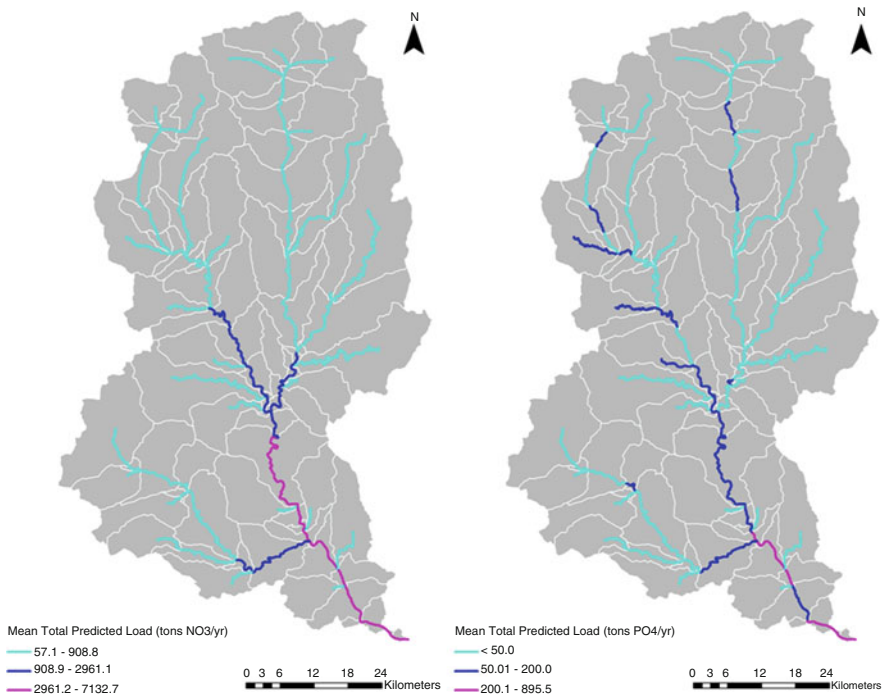 N
N
Mean Total Predicted Load (tons NO3/yr)
57.1 - 908.8
908.9 - 2961.1
2961.2 - 7132.7
0 3 6 12 18 24
Kilometers
Mean Total Predicted Load (tons PO4/yr)
< 50.0
50.01 - 200.0
200.1 - 895.5
0 3 6 12 18 24
Kilometers